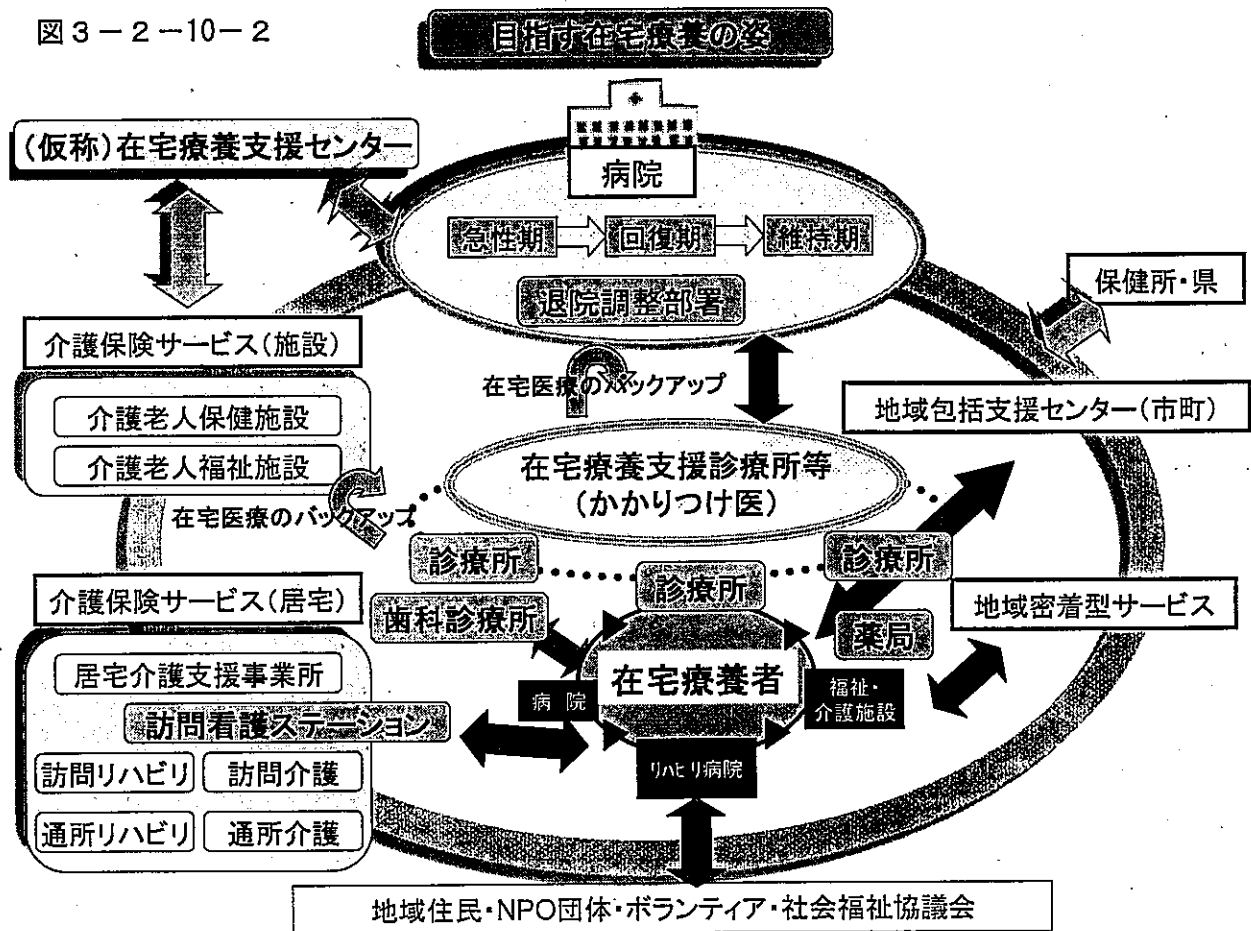 図3-2-10-2
目指す在宅療養の姿
(仮称)在宅療養支援センター
病院
急性期
回復期
維持期
退院調整部署
保健所・県
介護保険サービス(施設)
介護老人保健施設
介護老人福祉施設
在宅医療のバックアップ
地域包括支援センター(市町)
在宅療養支援診療所等
(かかりつけ医)
在宅医療のバックアップ
診療所
診療所
診療所
介護保険サービス(居宅)
歯科診療所
薬局
地域密着型サービス
居宅介護支援事業所
訪問看護ステーション
訪問リハビリ
訪問介護
通所リハビリ
通所介護
在宅療養者
病院
福祉・
介護施設
リハビリ病院
地域住民・NPO団体・ボランティア・社会福祉協議会